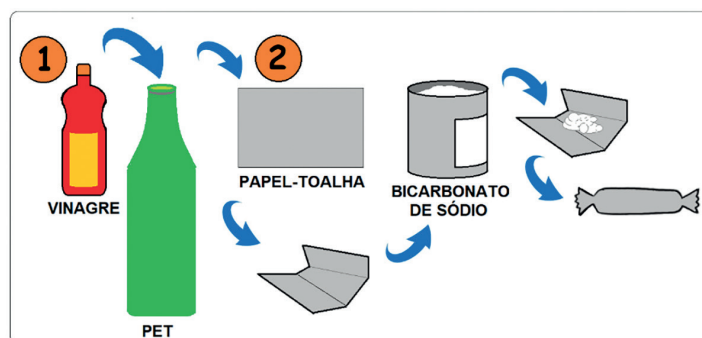 1
2
VINAGRE
PET
PAPEL-TOALHA
BICARBONATO
DE SÓDIO